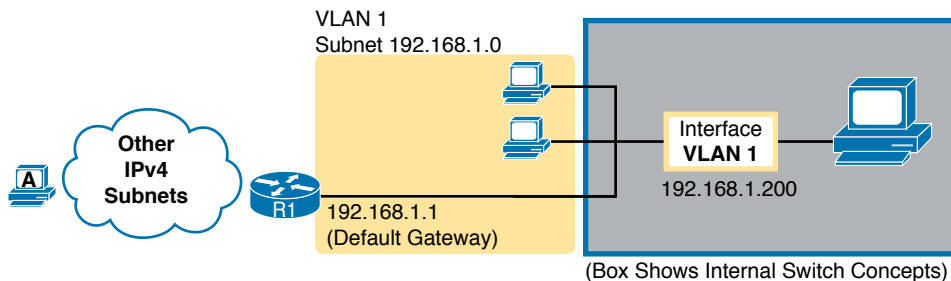 VLAN 1
Subnet 192.168.1.0
A
Other
IPv4
Subnets
R1
192.168.1.1
(Default Gateway)
Interface
VLAN 1
192.168.1.200
(Box Shows Internal Switch Concepts)